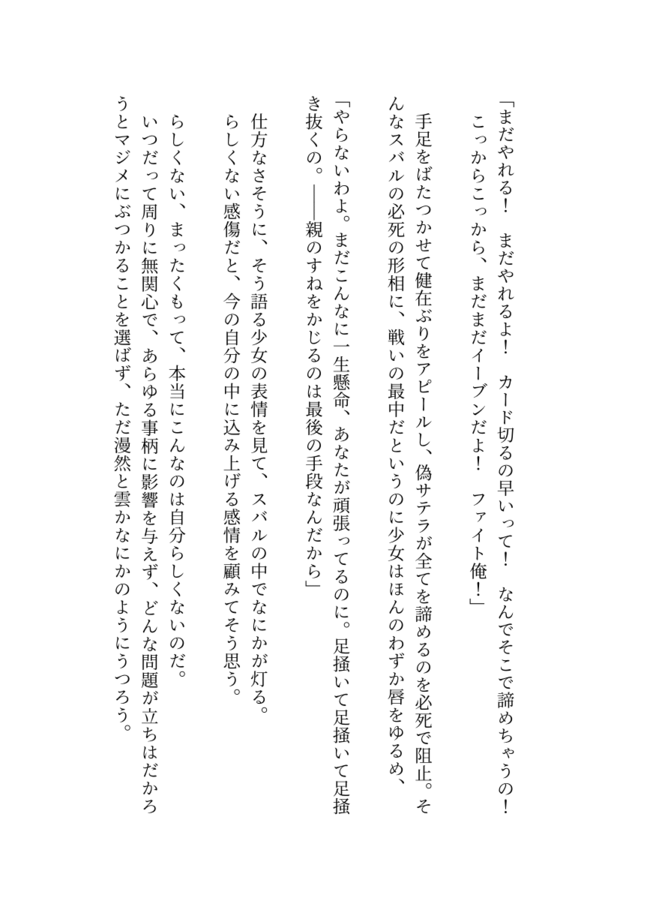 「まだやれる！　まだやれるよ！　カード切るの早いって！　なんでそこで諦めちゃうの！
こっからこっから、まだまだイーブンだよ！　ファイト俺！」
手足をばたつかせて健在ぶりをアピールし、偽サテラが全てを諦めるのを必死で阻止。そ
んなスバルの必死の形相に、戦いの最中だというのに少女はほんのわずか唇をゆるめ、
「やらないわよ。まだこんなに一生懸命、あなたが頑張ってるのに。足掻いて足掻いて足掻
き抜くの。――親のすねをかじるのは最後の手段なんだから」
仕方なさそうに、そう語る少女の表情を見て、スバルの中でなにかが灯る。
らしくない感傷だと、今の自分の中に込み上げる感情を顧みてそう思う。
らしくない、まったくもって、本当にこんなのは自分らしくないのだ。
いつだって周りに無関心で、あらゆる事柄に影響を与えず、どんな問題が立ちはだかろ
うとマジメにぶつかることを選ばず、ただ漫然と雲かなにかのようにうつろう。